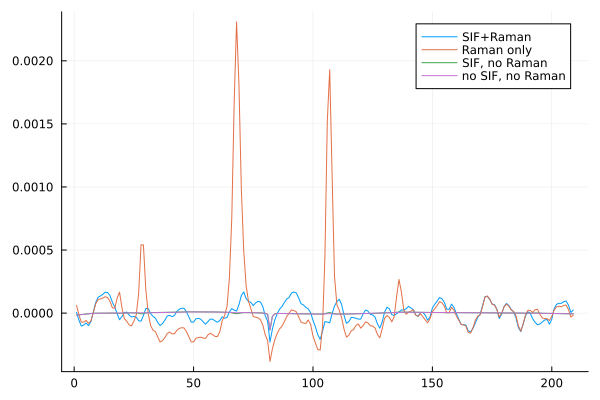 SIF+Raman
Raman only
SIF, no Raman
no SIF, no Raman
0.0020
0.0015
0.0010
0.0005
0.0000
0 50 100 150 200